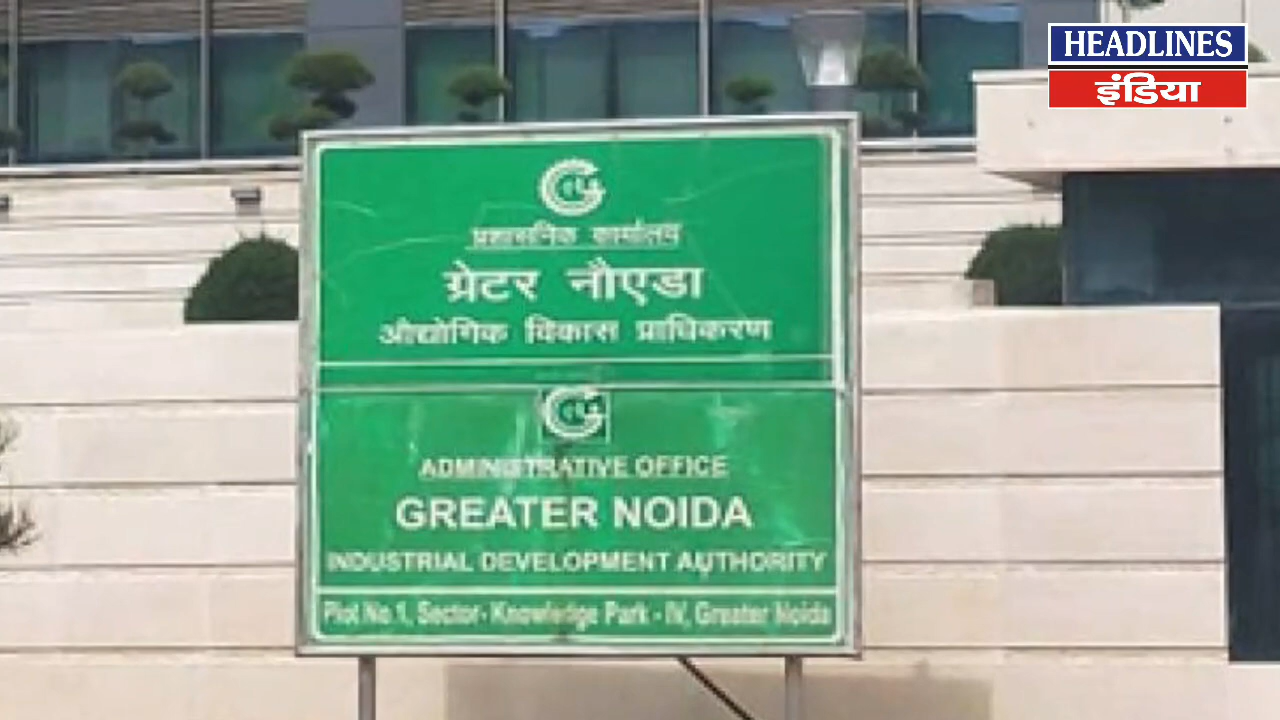 HEADLINES
इंडिया
प्रशासनिक कार्यालय
ग्रेटर नौएडा
औद्योगिक विकास प्राधिकरण
ADMINISTRATIVE OFFICE
GREATER NOIDA
INDUSTRIAL DEVELOPMENT AUTHORITY
Plot No.1, Sector- Knowledge Park - IV, Greater Noida